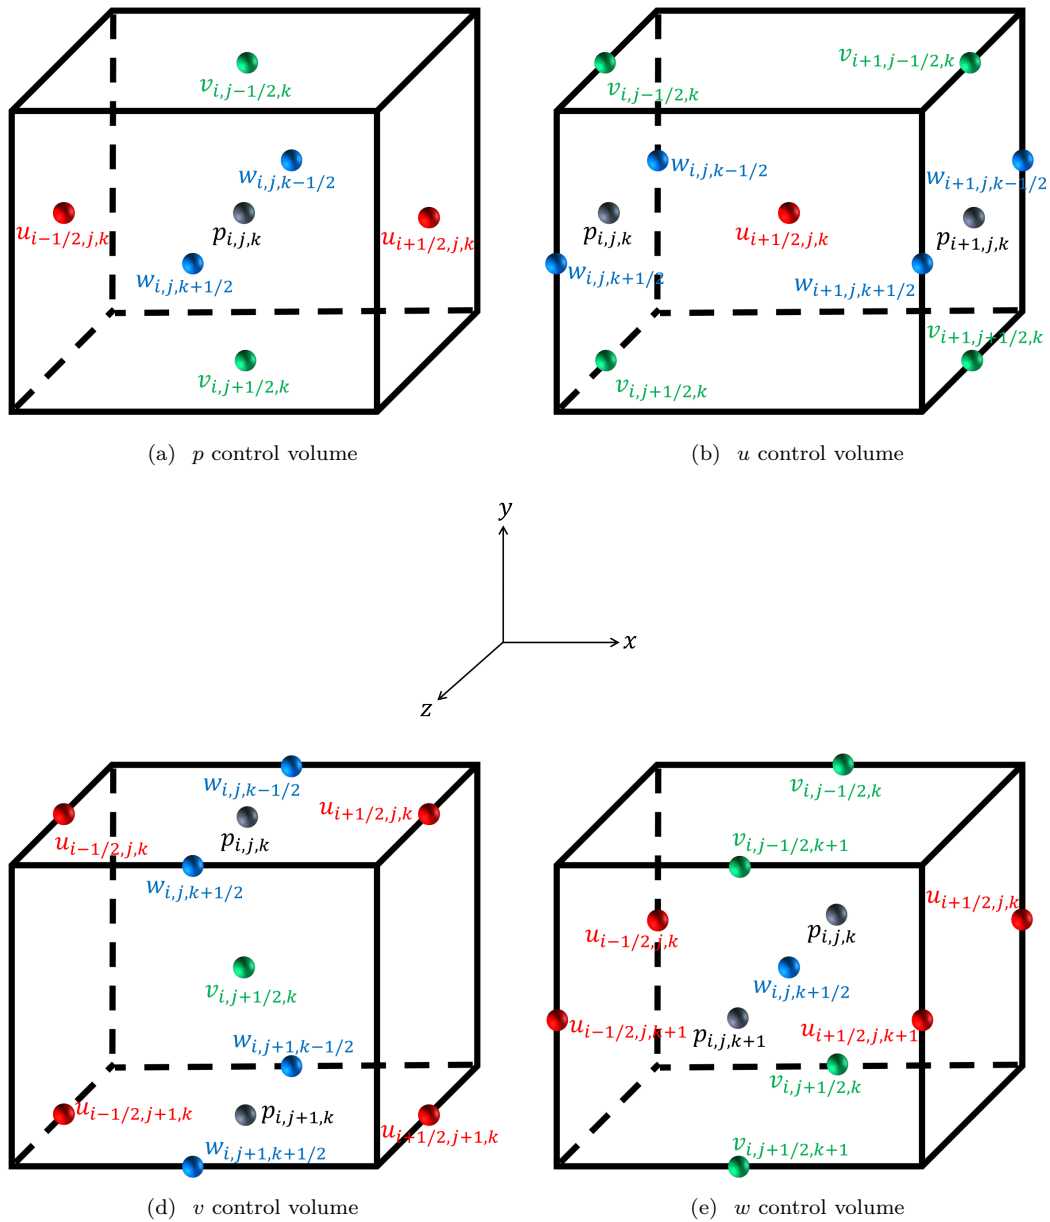 v_{i,j−1/2,k}
w_{i,j,k−1/2}
u_{i−1/2,j,k}
p_{i,j,k}
u_{i+1/2,j,k}
w_{i,j,k+1/2}
v_{i,j+1/2,k}
(a) p control volume
v_{i+1,j−1/2,k}
v_{i,j−1/2,k}
w_{i,j,k−1/2}
w_{i+1,j,k−1/2}
p_{i,j,k}
u_{i+1/2,j,k}
p_{i+1,j,k}
w_{i,j,k+1/2}
w_{i+1,j,k+1/2}
v_{i+1,j+1/2,k}
v_{i,j+1/2,k}
(b) u control volume
y
x
z
w_{i,j,k−1/2}
u_{i+1/2,j,k}
u_{i−1/2,j,k}
p_{i,j,k}
w_{i,j,k+1/2}
v_{i,j+1/2,k}
w_{i,j+1,k−1/2}
u_{i−1/2,j+1,k}
p_{i,j+1,k}
u_{i+1/2,j+1,k}
w_{i,j+1,k+1/2}
(d) v control volume
v_{i,j−1/2,k}
v_{i,j−1/2,k+1}
u_{i+1/2,j,k}
p_{i,j,k}
u_{i−1/2,j,k}
w_{i,j,k+1/2}
u_{i−1/2,j,k+1}
p_{i,j,k+1}
u_{i+1/2,j,k+1}
v_{i,j+1/2,k}
v_{i,j+1/2,k+1}
(e) w control volume